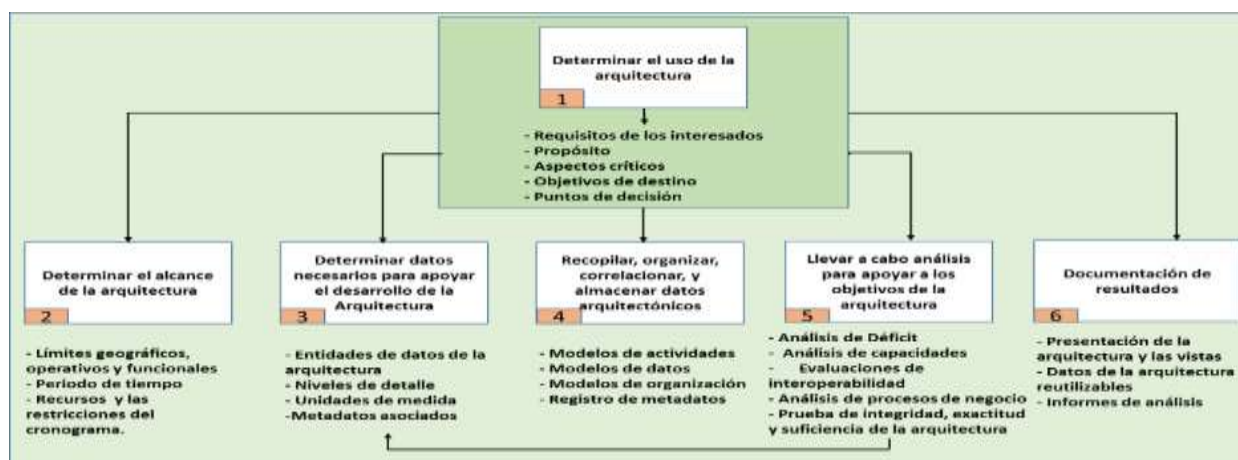 Determinar el uso de la
arquitectura
1
- Requisitos de los interesados
- Propósito
- Aspectos críticos
- Objetivos de destino
- Puntos de decisión
Determinar el alcance
de la arquitectura
2
- Límites geográficos,
operativos y funcionales
- Periodo de tiempo
- Recursos y las
restricciones del
cronograma.
Determinar datos
necesarios para apoyar
el desarrollo de la
Arquitectura
3
- Entidades de datos de la
arquitectura
- Niveles de detalle
- Unidades de medida
-Metadatos asociados
Recopilar, organizar,
correlacionar, y
almacenar datos
arquitectónicos
4
- Modelos de actividades
- Modelos de datos
- Modelos de organización
- Registro de metadatos
Llevar a cabo análisis
para apoyar a los
objetivos de la
arquitectura
5
- Análisis de Déficit
- Análisis de capacidades
- Evaluaciones de
interoperabilidad
- Análisis de procesos de negocio
- Prueba de integridad, exactitud
y suficiencia de la arquitectura
Documentación de
resultados
6
- Presentación de la
arquitectura y las vistas
- Datos de la arquitectura
reutilizables
- Informes de análisis